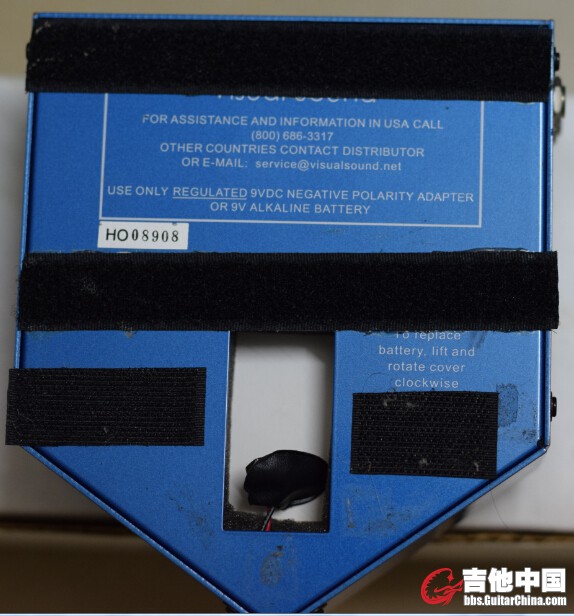 FOR ASSISTANCE AND INFORMATION IN USA CALL
(800) 686-3317
OTHER COUNTRIES CONTACT DISTRIBUTOR
OR E-MAIL: service@visualsound.net
USE ONLY REGULATED 9VDC NEGATIVE POLARITY ADAPTER
OR 9V ALKALINE BATTERY
HO08908
To replace
battery, lift and
rotate cover
clockwise
吉他中国
bbs.GuitarChina.com